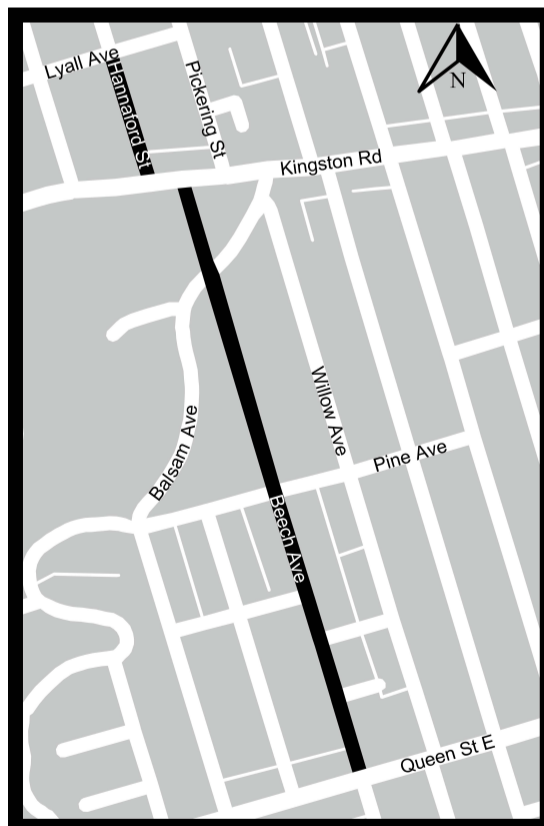 Lyall Ave
Hannaford St
Pickering St
N
Kingston Rd
Willow Ave
Balsam Ave
Pine Ave
Beech Ave
Queen St E